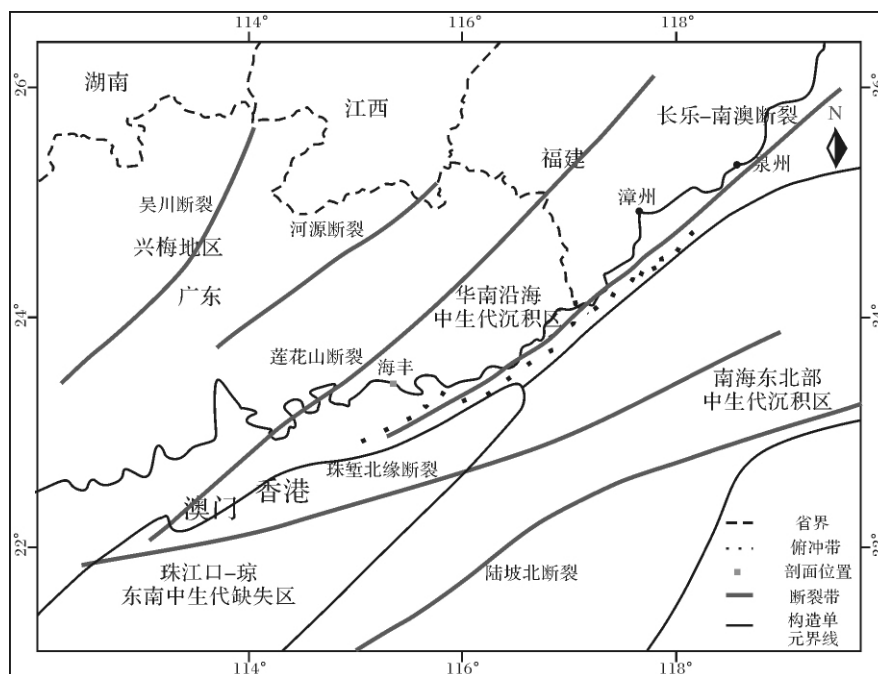 114°
116°
118°
26°
26°
湖南
江西
长乐-南澳断裂
N
福建
泉州
漳州
吴川断裂
河源断裂
兴梅地区
广东
华南沿海
中生代沉积区
24°
24°
莲花山断裂
海丰
南海东北部
中生代沉积区
珠堑北缘断裂
香港
澳门
22°
22°
珠江口-琼
东南中生代缺失区
陆坡北断裂
省界
俯冲带
剖面位置
断裂带
构造单
元界线
114°
116°
118°